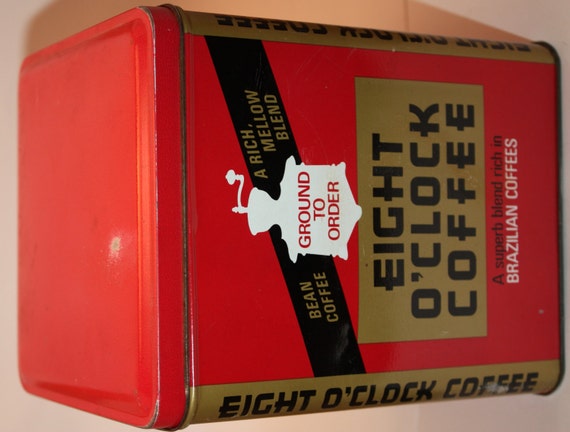 EIGHT O'CLOCK COFFEE
BEAN
COFFEE
A RICH,
MELLOW
BLEND
GROUND
TO
ORDER
EIGHT
O'CLOCK
COFFEE
A superb blend rich in
BRAZILIAN COFFEES
EIGHT O'CLOCK COFFEE